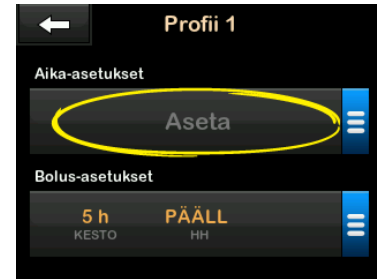 Profii 1
Aika-asetukset
Aseta
Bolus-asetukset
5 h PÄÄLL
KESTO HH